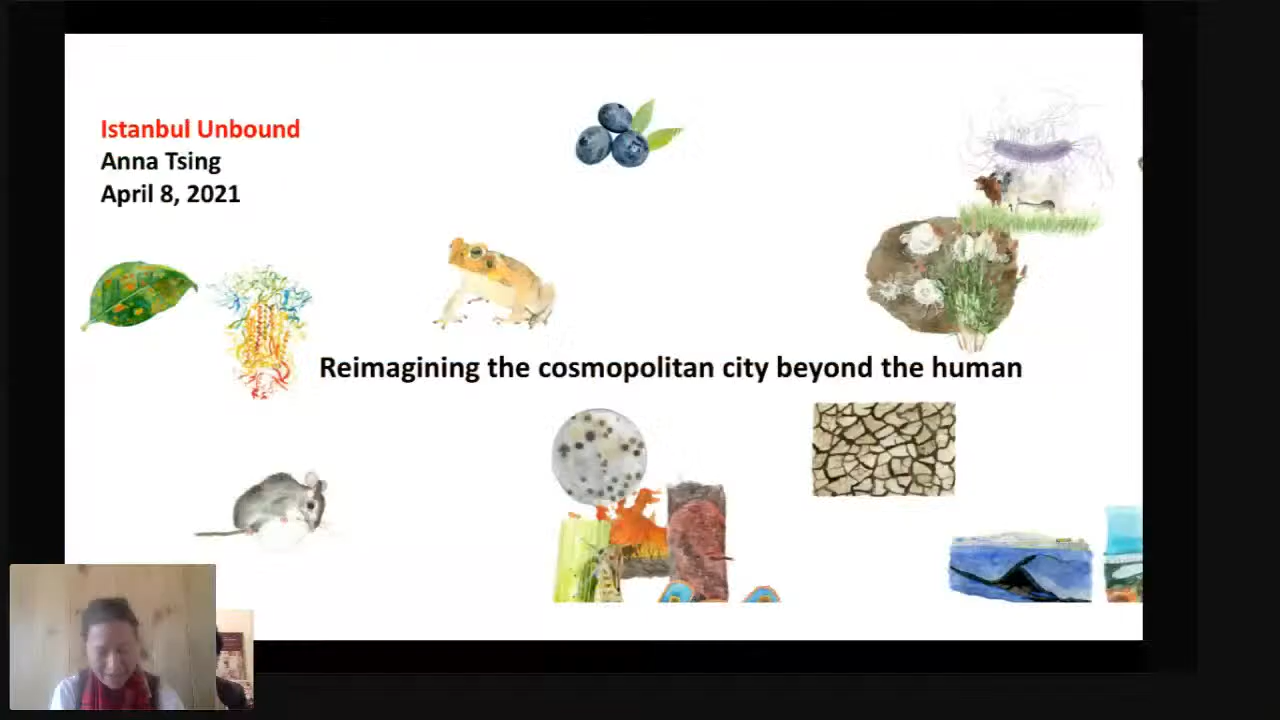 Istanbul Unbound
Anna Tsing
April 8, 2021
Reimagining the cosmopolitan city beyond the human